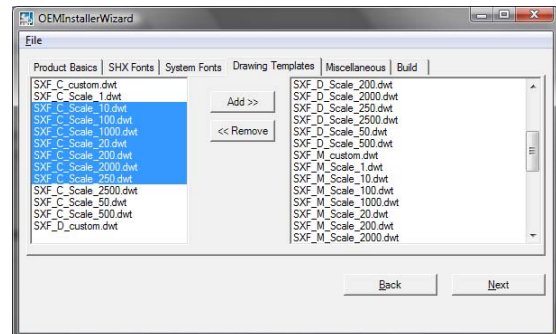 OEMInstallerWizard
File
Product Basics SHX Fonts System Fonts Drawing Templates Miscellaneous Build
SXF_C_custom.dwt
SXF_C_Scale_1.dwt
SXF_C_Scale_10.dwt
SXF_C_Scale_100.dwt
SXF_C_Scale_1000.dwt
SXF_C_Scale_20.dwt
SXF_C_Scale_200.dwt
SXF_C_Scale_2000.dwt
SXF_C_Scale_250.dwt
SXF_C_Scale_2500.dwt
SXF_C_Scale_50.dwt
SXF_C_Scale_500.dwt
SXF_D_custom.dwt
Add >>
<< Remove
SXF_D_Scale_200.dwt
SXF_D_Scale_2000.dwt
SXF_D_Scale_250.dwt
SXF_D_Scale_2500.dwt
SXF_D_Scale_50.dwt
SXF_D_Scale_500.dwt
SXF_M_custom.dwt
SXF_M_Scale_1.dwt
SXF_M_Scale_10.dwt
SXF_M_Scale_100.dwt
SXF_M_Scale_1000.dwt
SXF_M_Scale_20.dwt
SXF_M_Scale_200.dwt
SXF_M_Scale_2000.dwt
Back Next